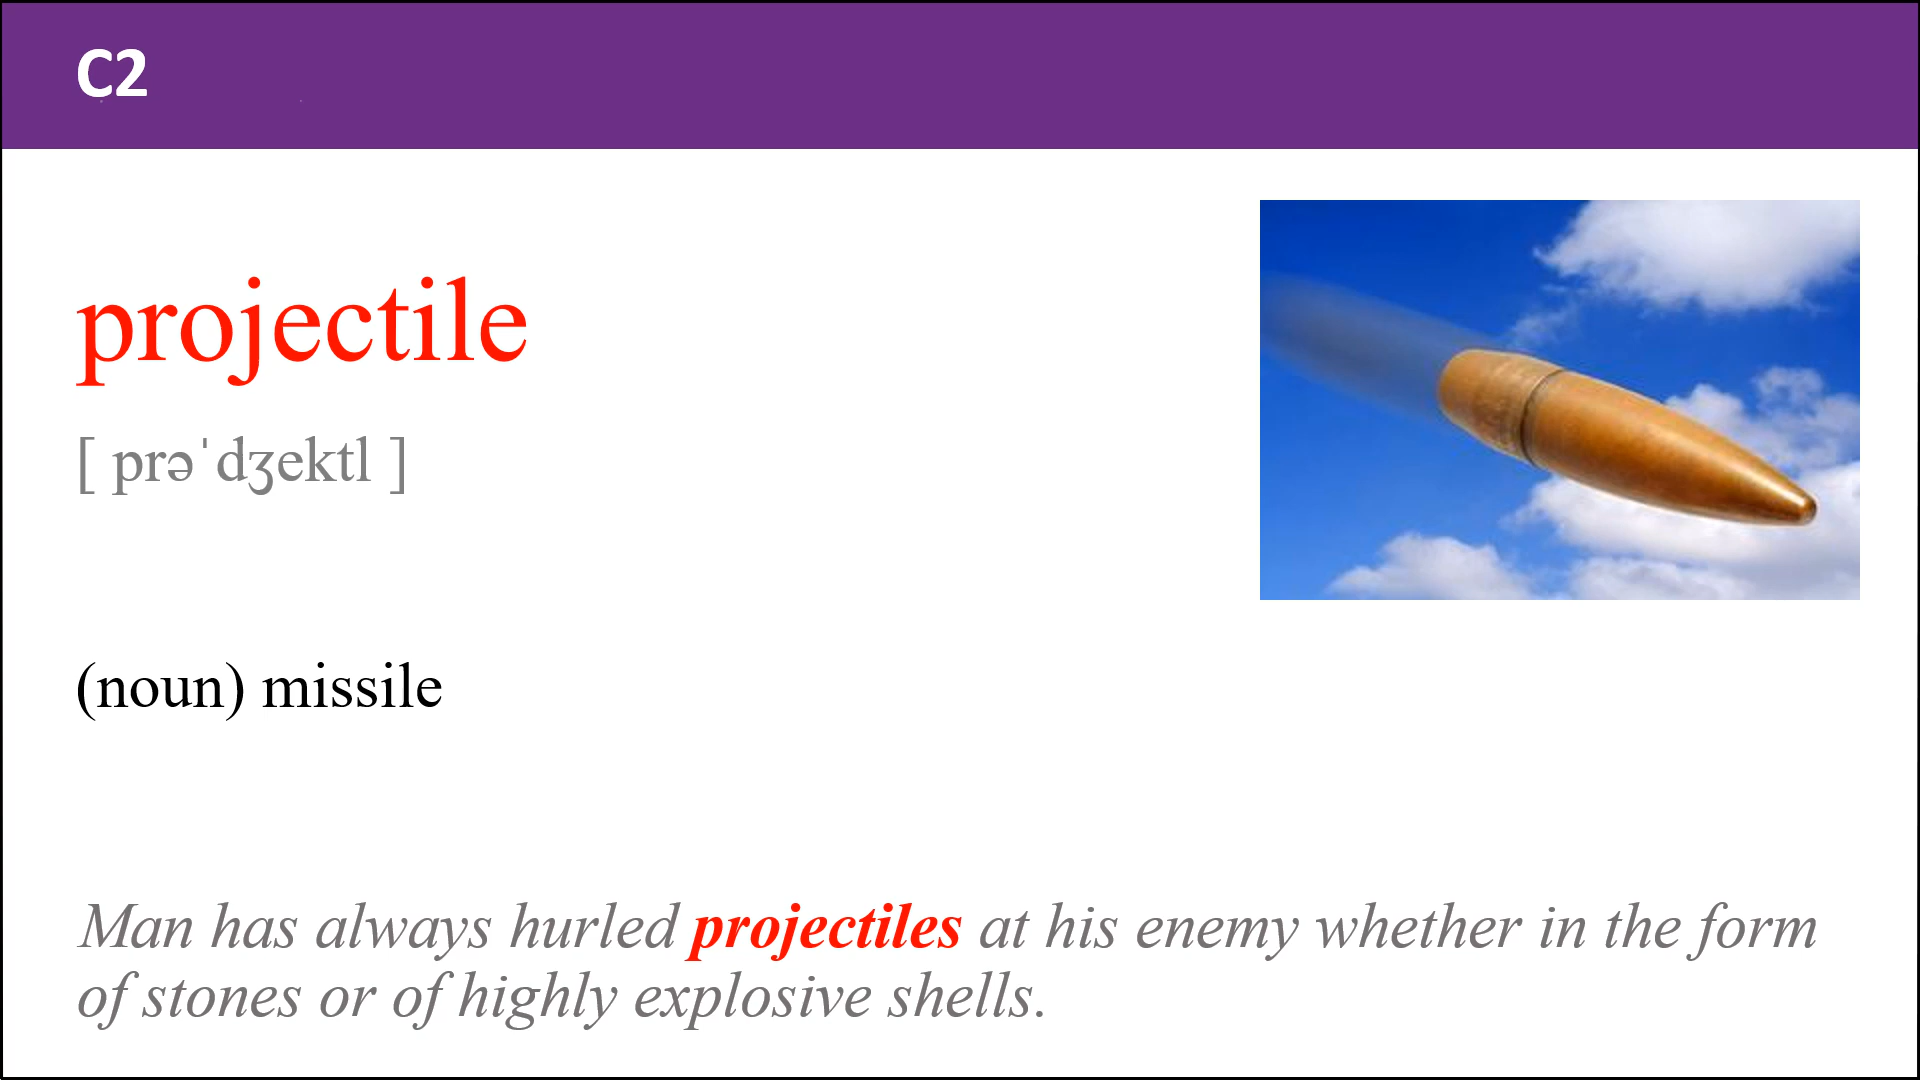 C2
projectile
[ prəˈdʒektl ]
(noun) missile
Man has always hurled projectiles at his enemy whether in the form
of stones or of highly explosive shells.